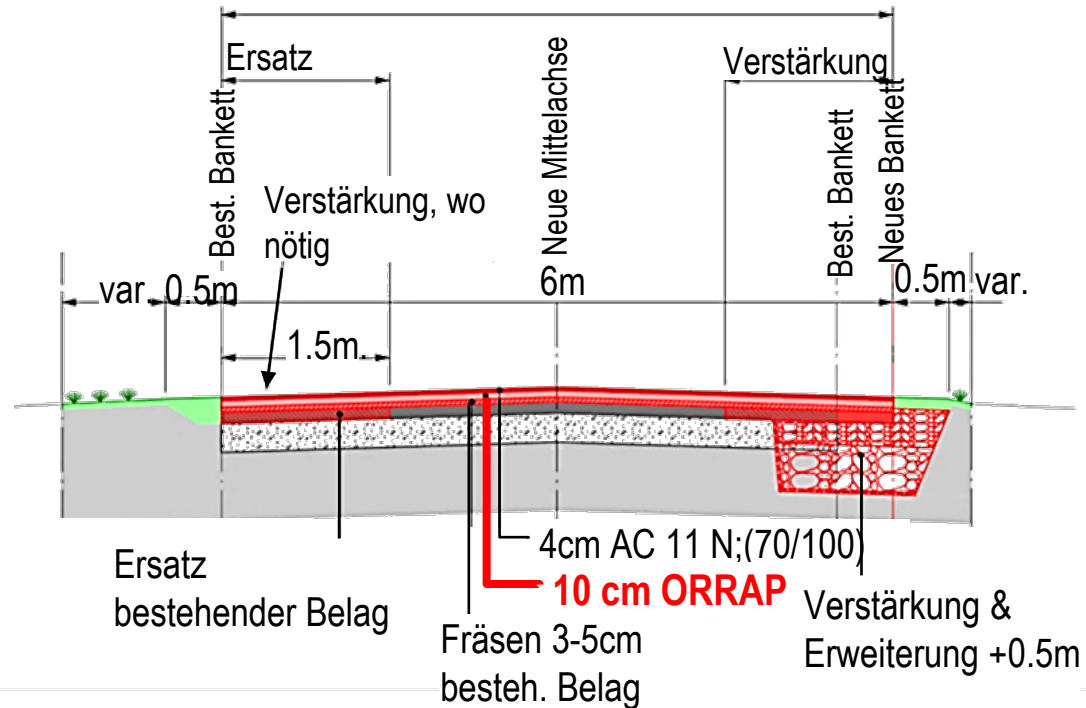 Ersatz
Verstärkung
Best. Bankett
Neue Mittelachse
Best. Bankett
Neues Bankett
Verstärkung, wo
nötig
var.
0.5m
6m
0.5m
var.
1.5m.
4cm AC 11 N;(70/100)
10 cm ORRAP
Ersatz
bestehender Belag
Fräsen 3-5cm
besteh. Belag
Verstärkung &
Erweiterung +0.5m